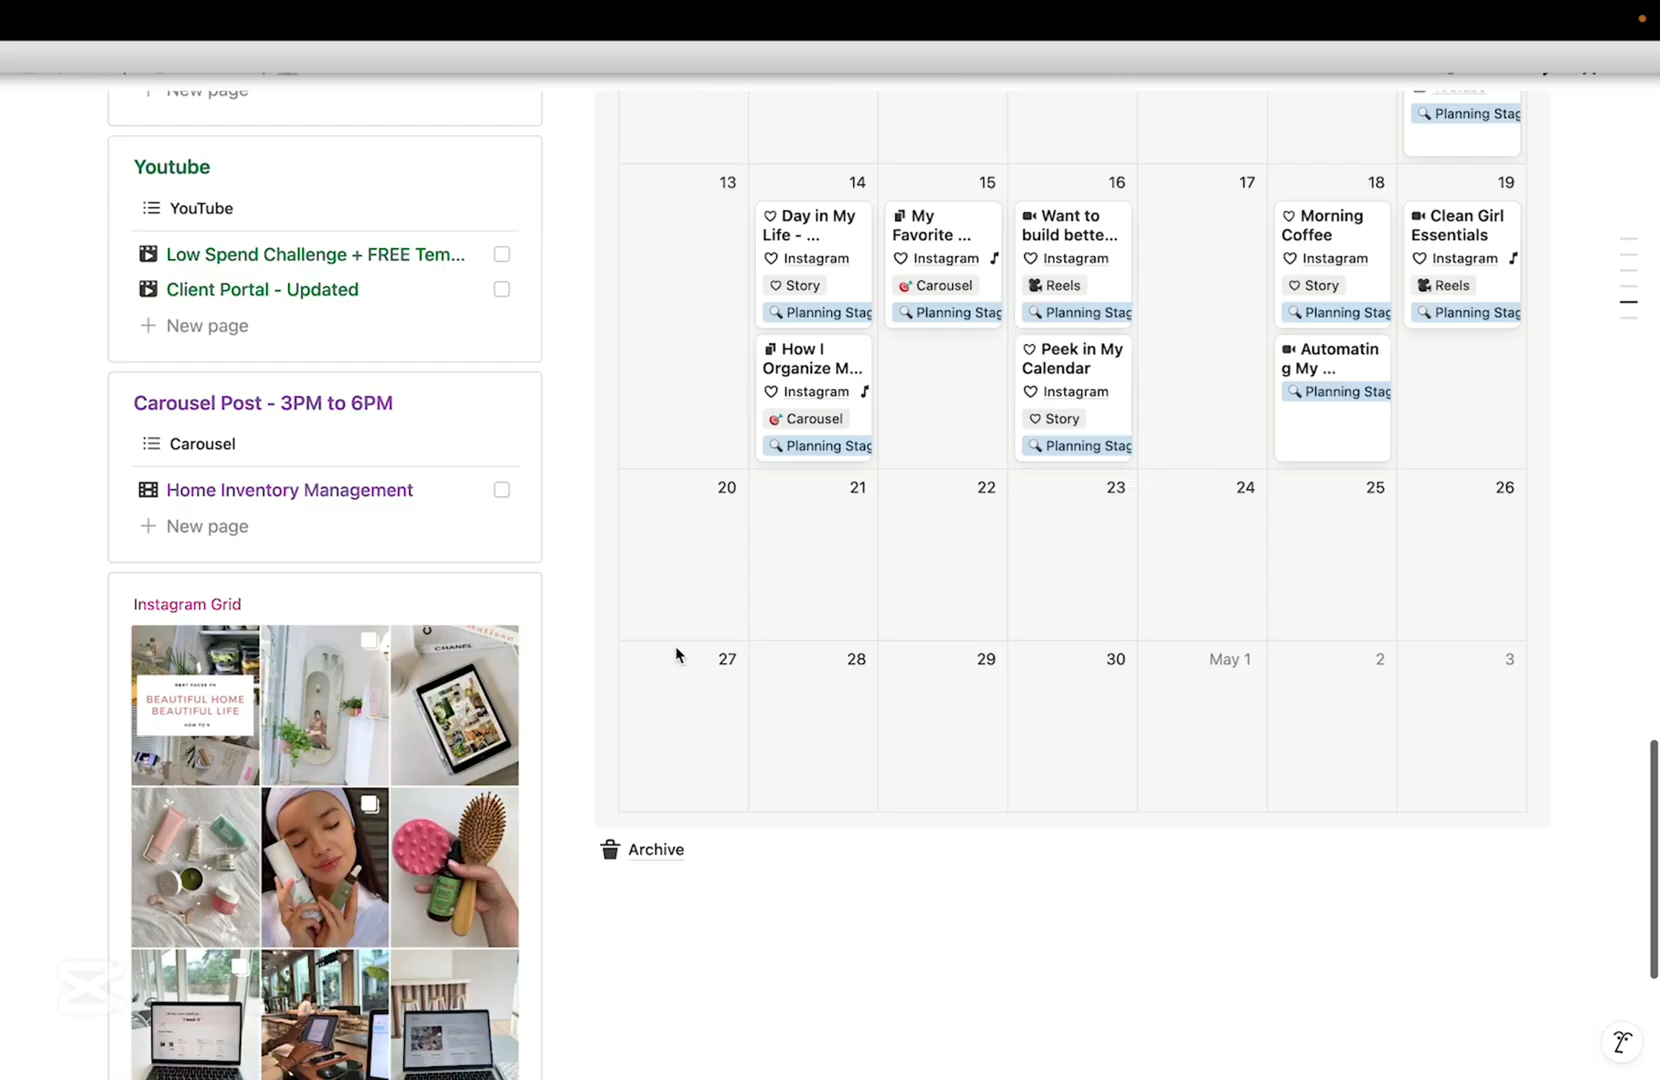 New page
Youtube
YouTube
Low Spend Challenge + FREE Tem...
Client Portal - Updated
New page
Carousel Post - 3PM to 6PM
Carousel
Home Inventory Management
New page
Instagram Grid
BEAUTIFUL HOME
BEAUTIFUL LIFE
HOW TO'S
CHANEL
Planning Stag
13
14
15
16
17
18
19
Day in My
Life - ...
Instagram
Story
Planning Stag
How I
Organize M...
Instagram
Carousel
Planning Stag
My
Favorite ...
Instagram
Carousel
Planning Stag
Want to
build bette...
Instagram
Reels
Planning Stag
Peek in My
Calendar
Instagram
Story
Planning Stag
Morning
Coffee
Instagram
Story
Planning Stag
Automatin
g My ...
Planning Stag
Clean Girl
Essentials
Instagram
Reels
Planning Stag
20
21
22
23
24
25
26
27
28
29
30
May 1
2
3
Archive